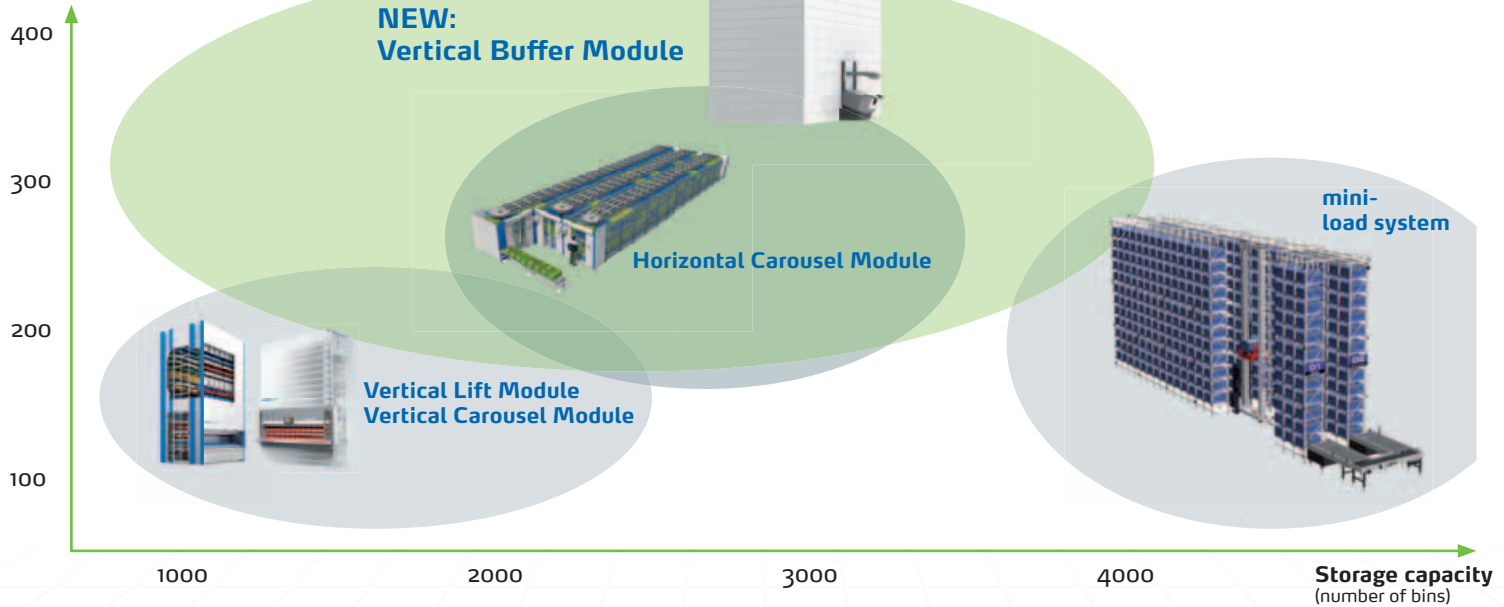 400
NEW:
Vertical Buffer Module
300
mini-
load system
Horizontal Carousel Module
200
Vertical Lift Module
Vertical Carousel Module
100
1000
2000
3000
4000
Storage capacity
(number of bins)